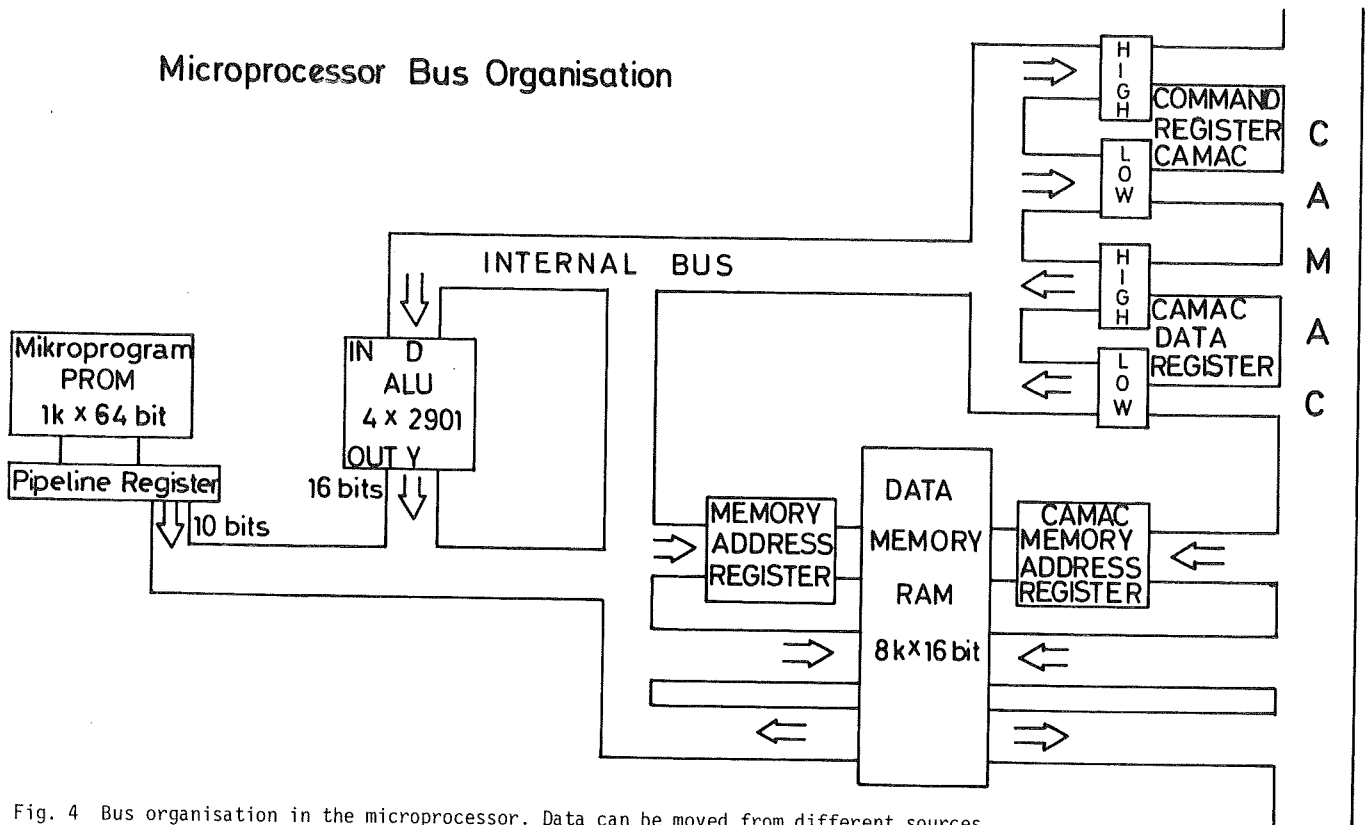 Microprocessor Bus Organisation
HIGH
COMMAND
REGISTER
CAMAC
LOW
CAMAC
INTERNAL BUS
HIGH
CAMAC
DATA
REGISTER
LOW
Mikroprogram
PROM
1k x 64 bit
Pipeline Register
10 bits
IN D
ALU
4 x 2901
OUT Y
16 bits
MEMORY
ADDRESS
REGISTER
DATA
MEMORY
RAM
8k x 16 bit
CAMAC
MEMORY
ADDRESS
REGISTER
Fig. 4 Bus organisation in the microprocessor. Data can be moved from different sources